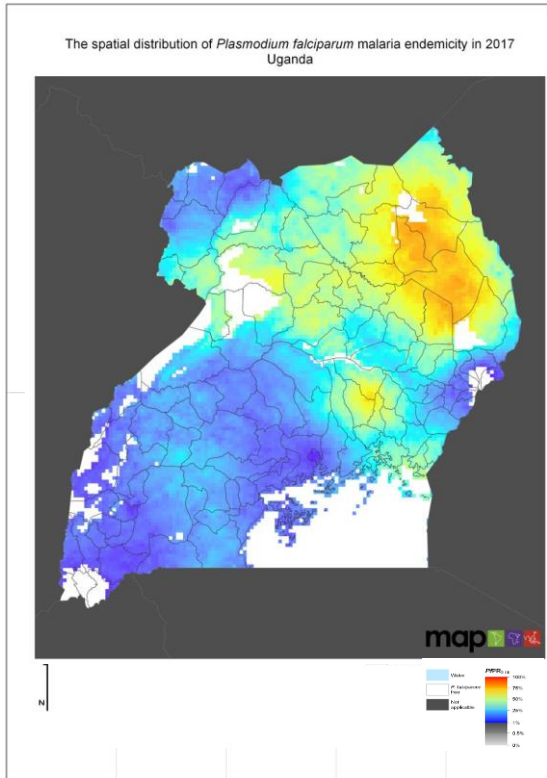 The spatial distribution of Plasmodium falciparum malaria endemicity in 2017
Uganda
map
N
Water
P. falciparum
free
Not
applicable
PfPR2-10
100%
75%
50%
25%
1%
0.5%
0%